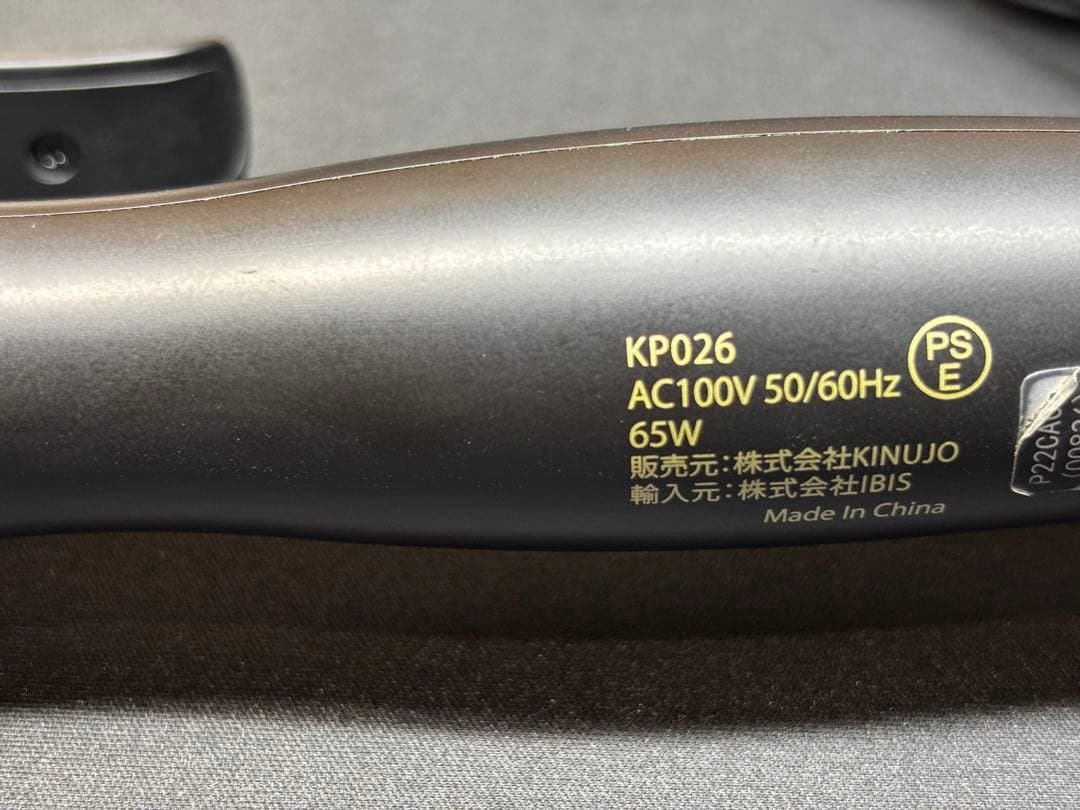 8
KP026
AC100V 50/60Hz
PS
E
65W
販売元:株式会社KINUJO
輸入元:株式会社IBIS
Made In China